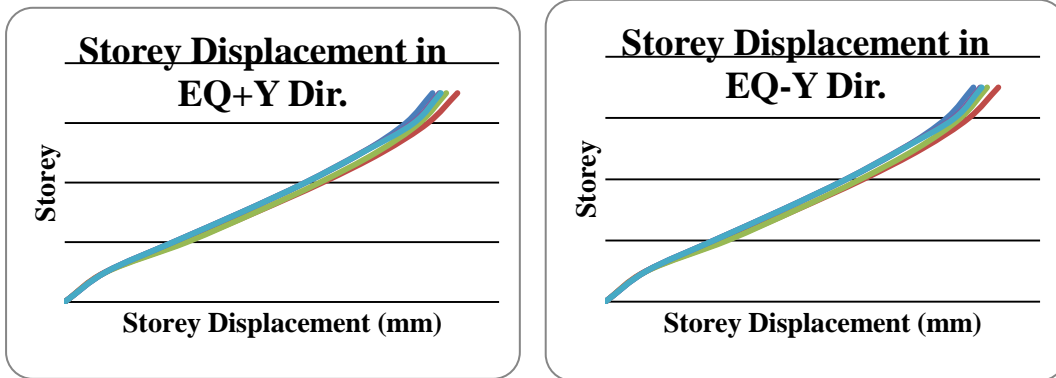 Storey Displacement in
EQ+Y Dir.
Storey
Storey Displacement (mm)
Storey Displacement in
EQ-Y Dir.
Storey
Storey Displacement (mm)